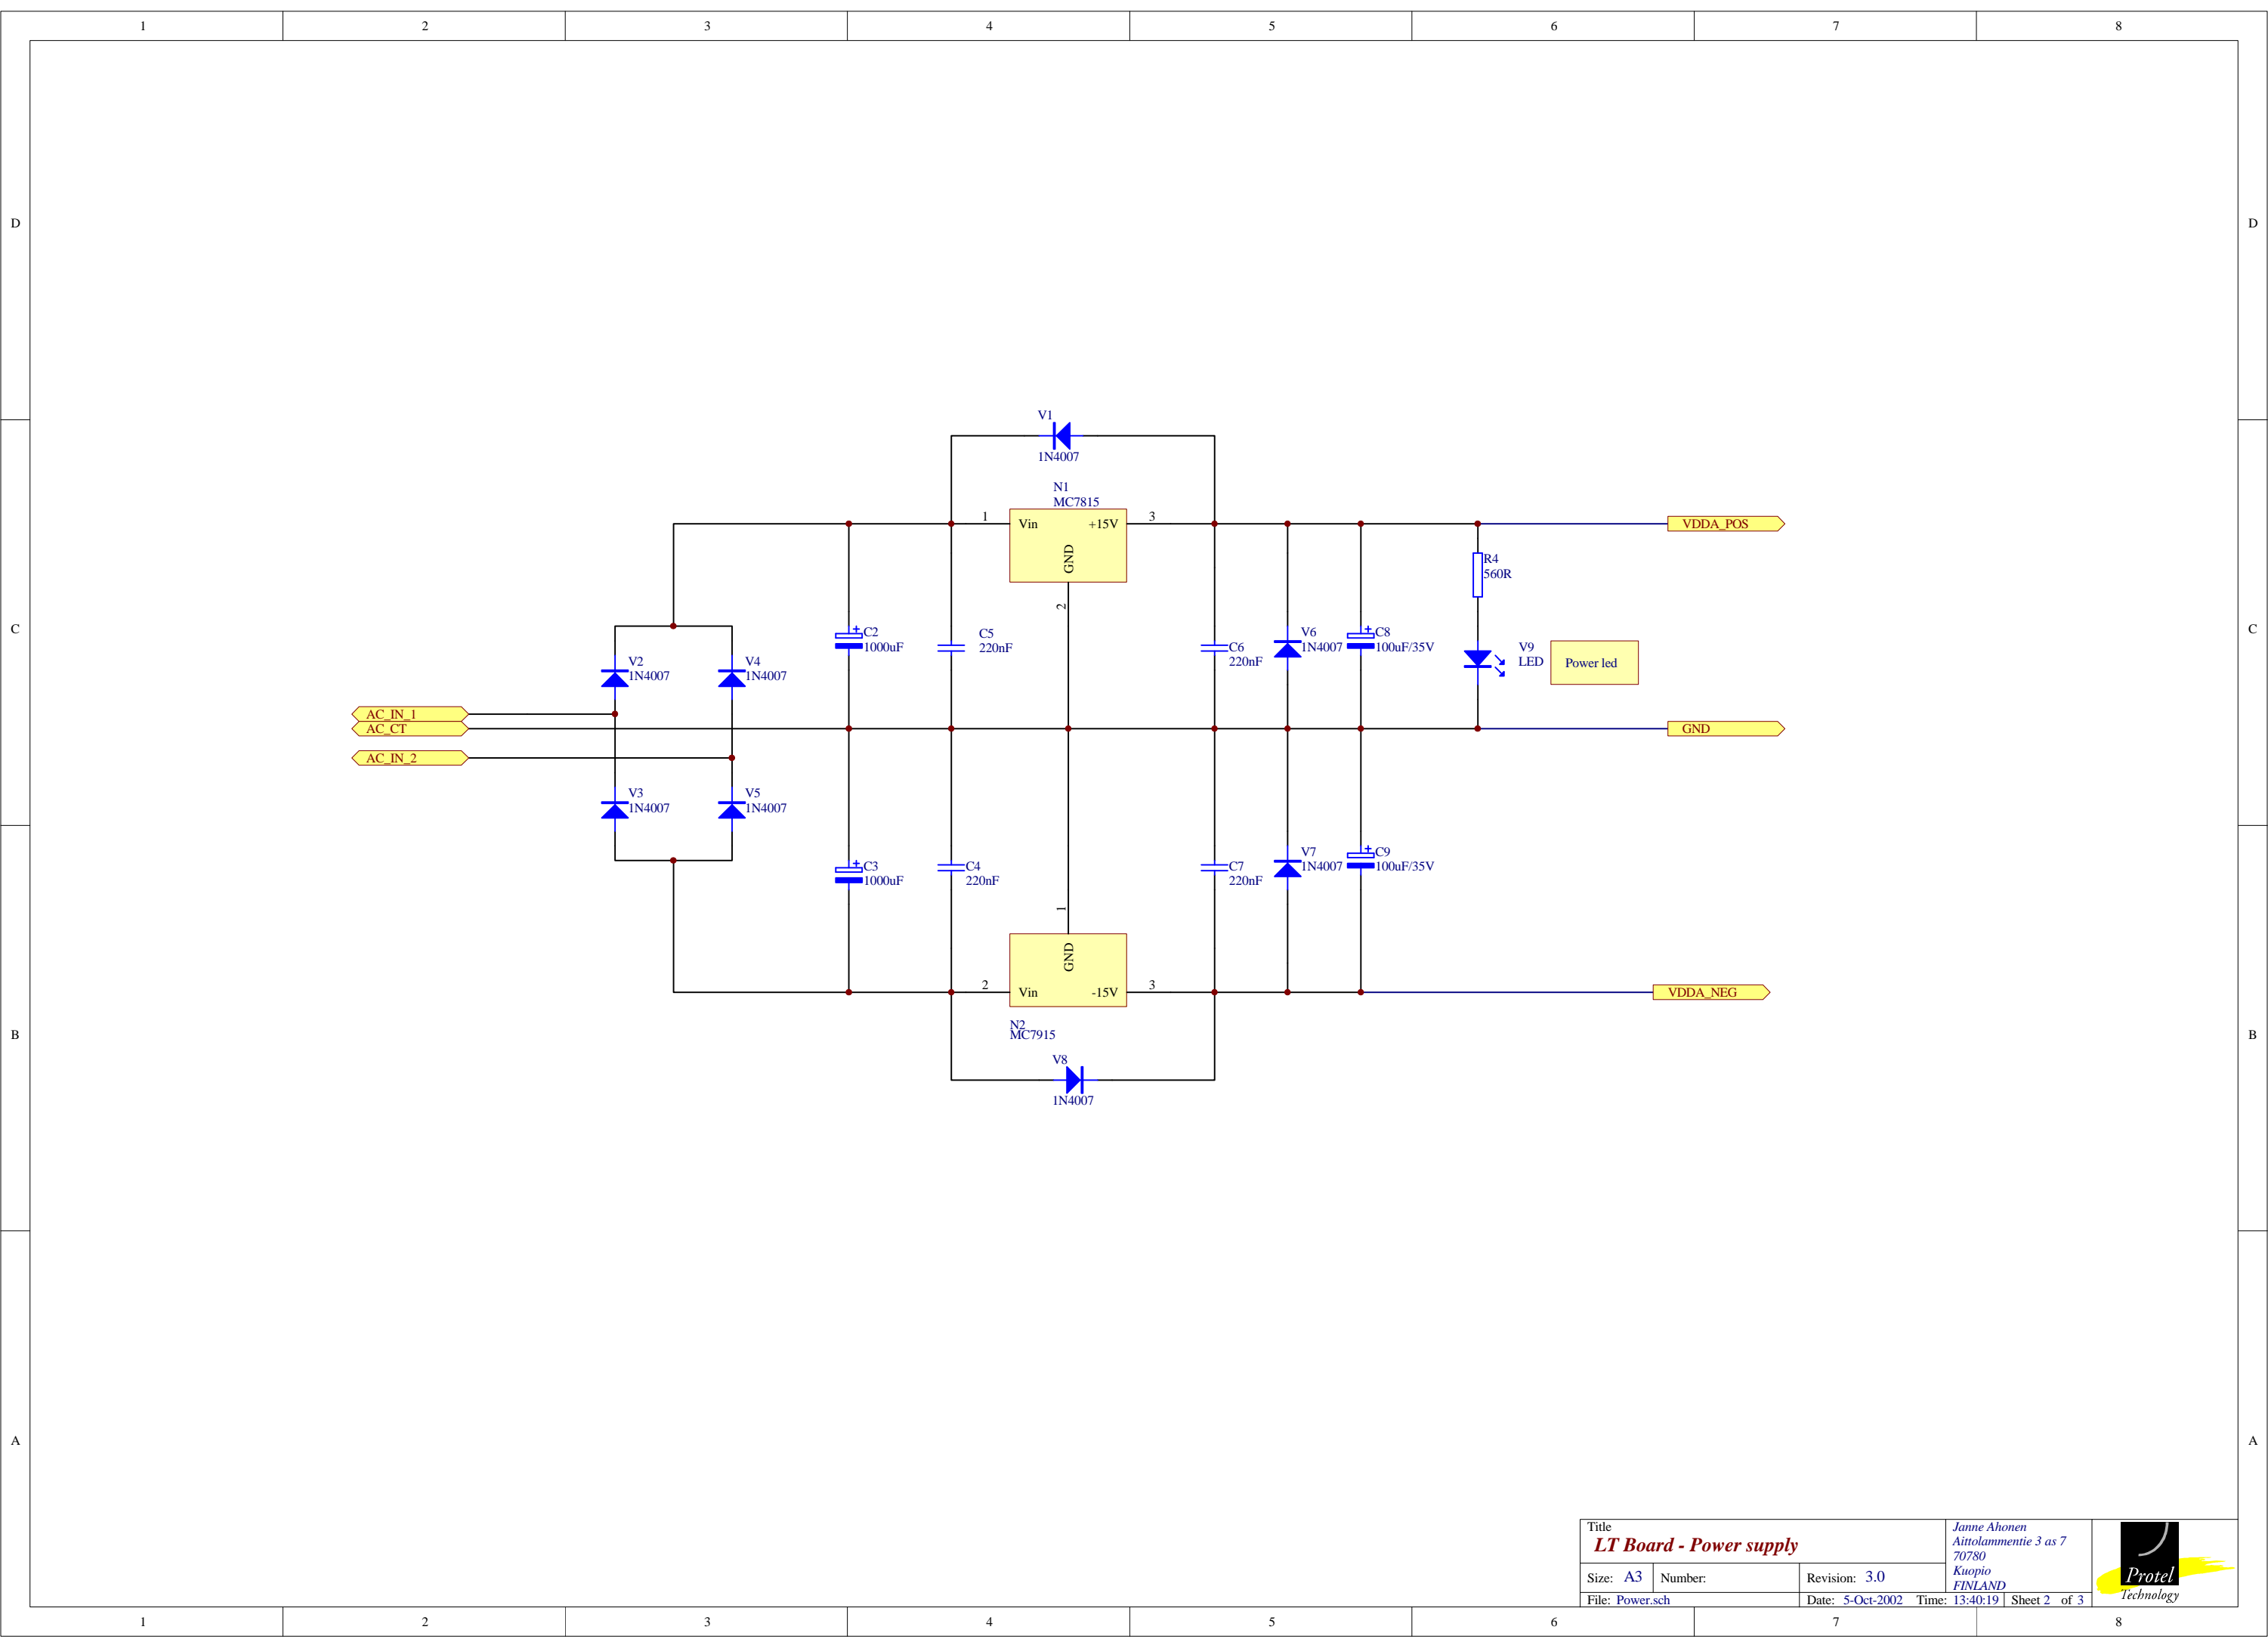 1 2 3 4 5 6 7 8
D D
V1
1N4007
N1
MC7815
1 Vin +15V 3
GND
2
VDDA_POS
R4
560R
C C
C2
1000uF
C5
220nF
C6
220nF
V6
1N4007
C8
100uF/35V
V9
LED
Power led
V2
1N4007
V4
1N4007
AC_IN_1
AC_CT
GND
AC_IN_2
V3
1N4007
V5
1N4007
C3
1000uF
C4
220nF
C7
220nF
V7
1N4007
C9
100uF/35V
1
GND
2 Vin -15V 3
VDDA_NEG
N2
MC7915
B B
V8
1N4007
A A
Title
LT Board - Power supply
Size: A3 Number: Revision: 3.0
File: Power.sch Date: 5-Oct-2002 Time: 13:40:19 Sheet 2 of 3
Janne Ahonen
Aittolammentie 3 as 7
70780
Kuopio
FINLAND
Protel
Technology
1 2 3 4 5 6 7 8